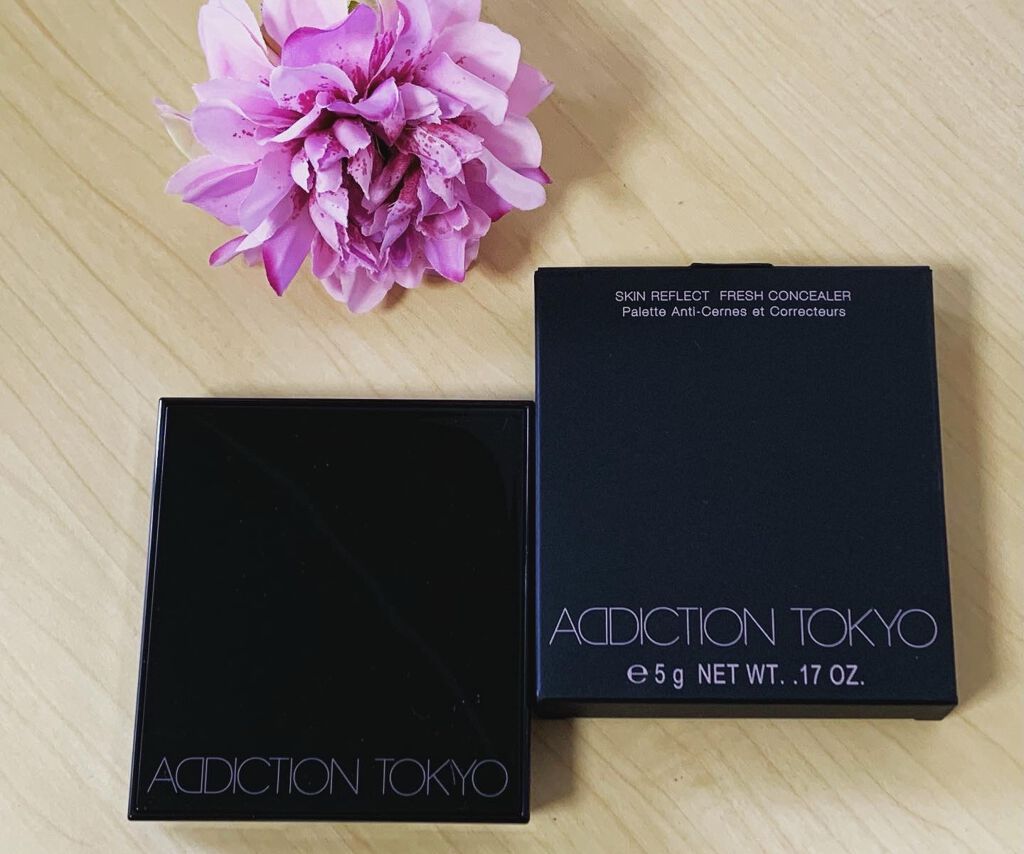 SKIN REFLECT FRESH CONCEALER
Palette Anti-Cernes et Correcteurs
ADDICTION TOKYO
℮ 5 g NET WT. .17 OZ.
ADDICTION TOKYO